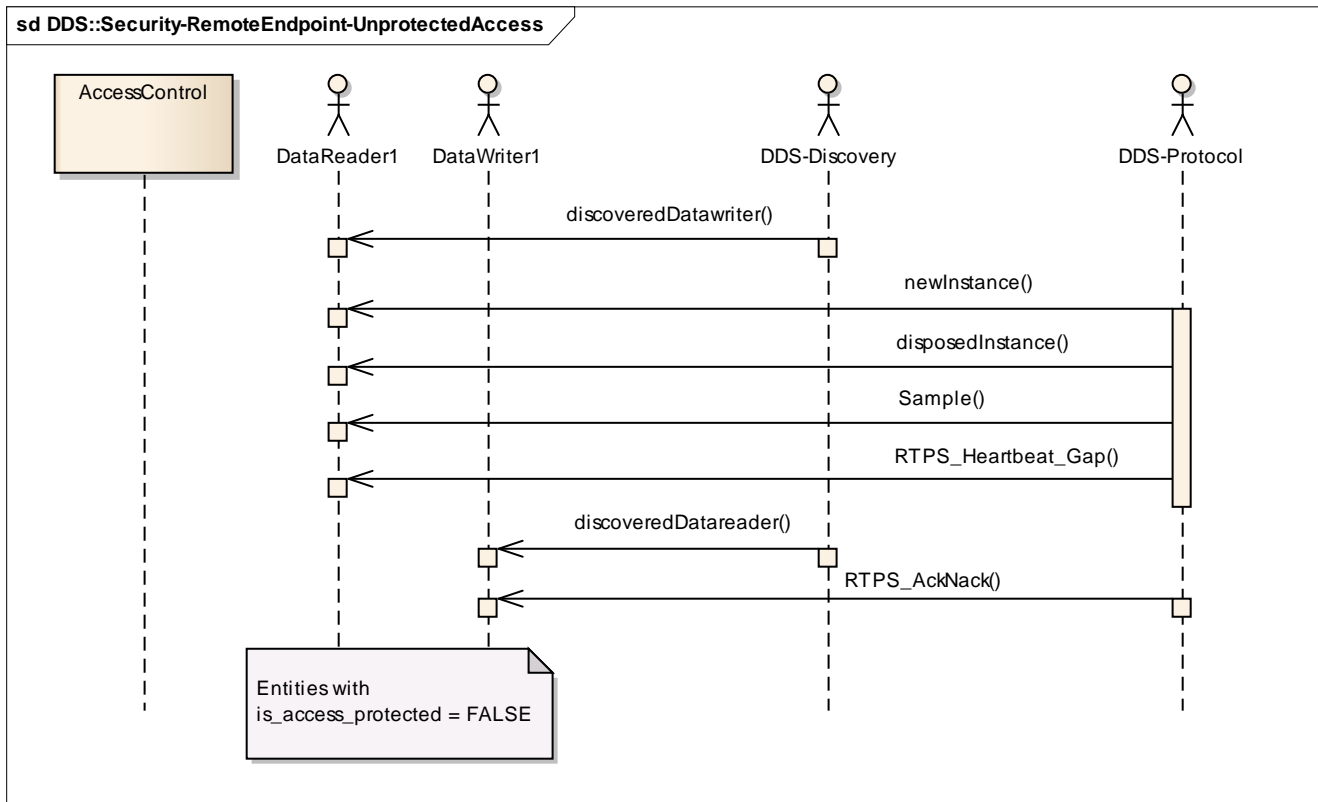 sd DDS::Security-RemoteEndpoint-UnprotectedAccess
AccessControl
DataReader1
DataWriter1
DDS-Discovery
DDS-Protocol
discoveredDatawriter()
newInstance()
disposedInstance()
Sample()
RTPS_Heartbeat_Gap()
discoveredDatareader()
RTPS_AckNack()
Entities with
is_access_protected = FALSE